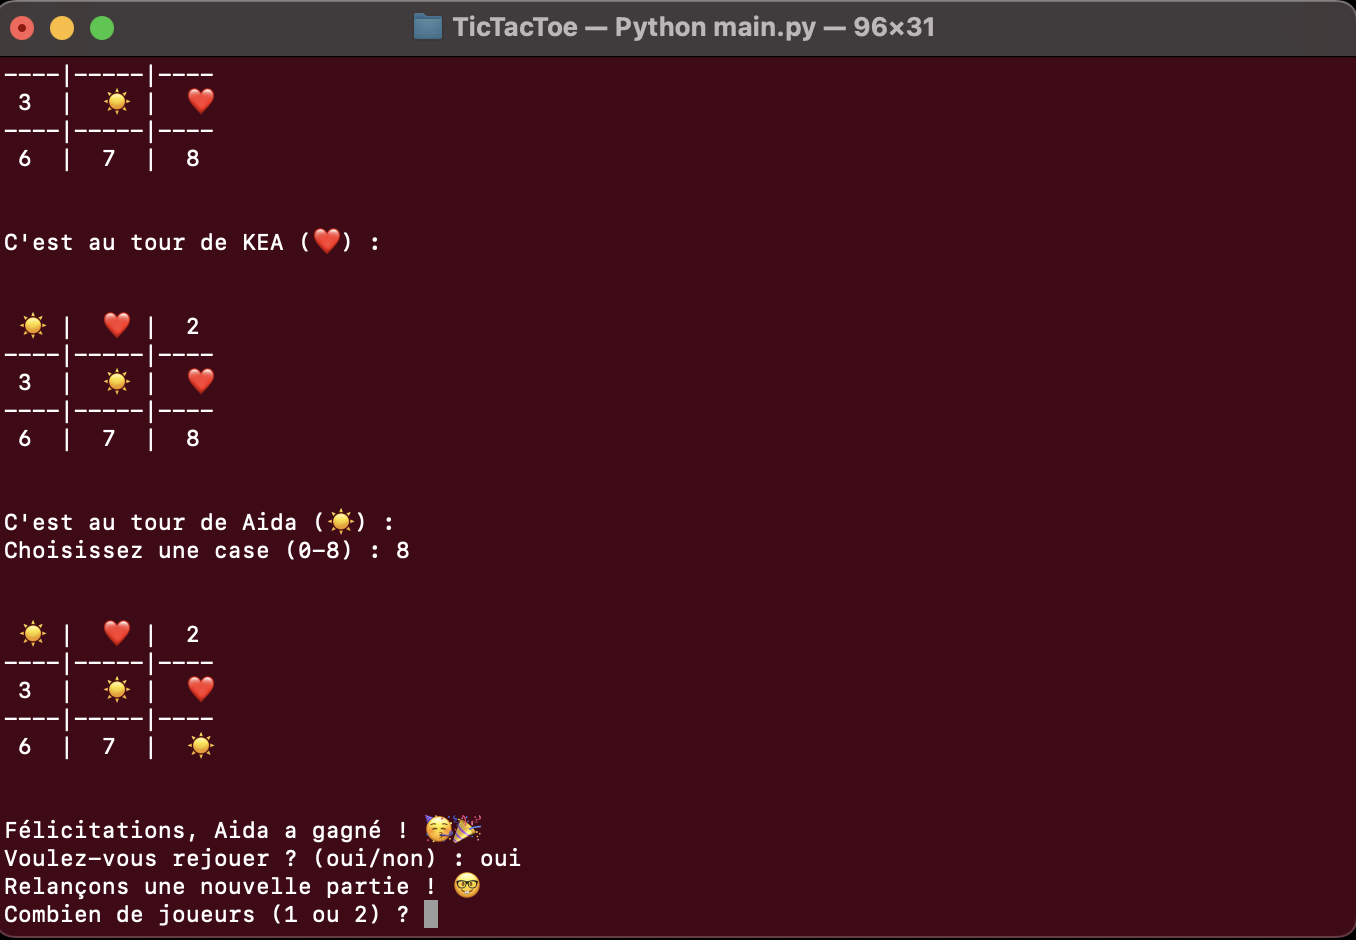 TicTacToe — Python main.py — 96×31
----|-----|----
3 | ☀️ | ❤️
----|-----|----
6 | 7 | 8
C'est au tour de KEA (❤️) :
☀️ | ❤️ | 2
----|-----|----
3 | ☀️ | ❤️
----|-----|----
6 | 7 | 8
C'est au tour de Aida (☀️) :
Choisissez une case (0-8) : 8
☀️ | ❤️ | 2
----|-----|----
3 | ☀️ | ❤️
----|-----|----
6 | 7 | ☀️
Félicitations, Aida a gagné ! 🥳🎉
Voulez-vous rejouer ? (oui/non) : oui
Relançons une nouvelle partie ! 🤓
Combien de joueurs (1 ou 2) ?